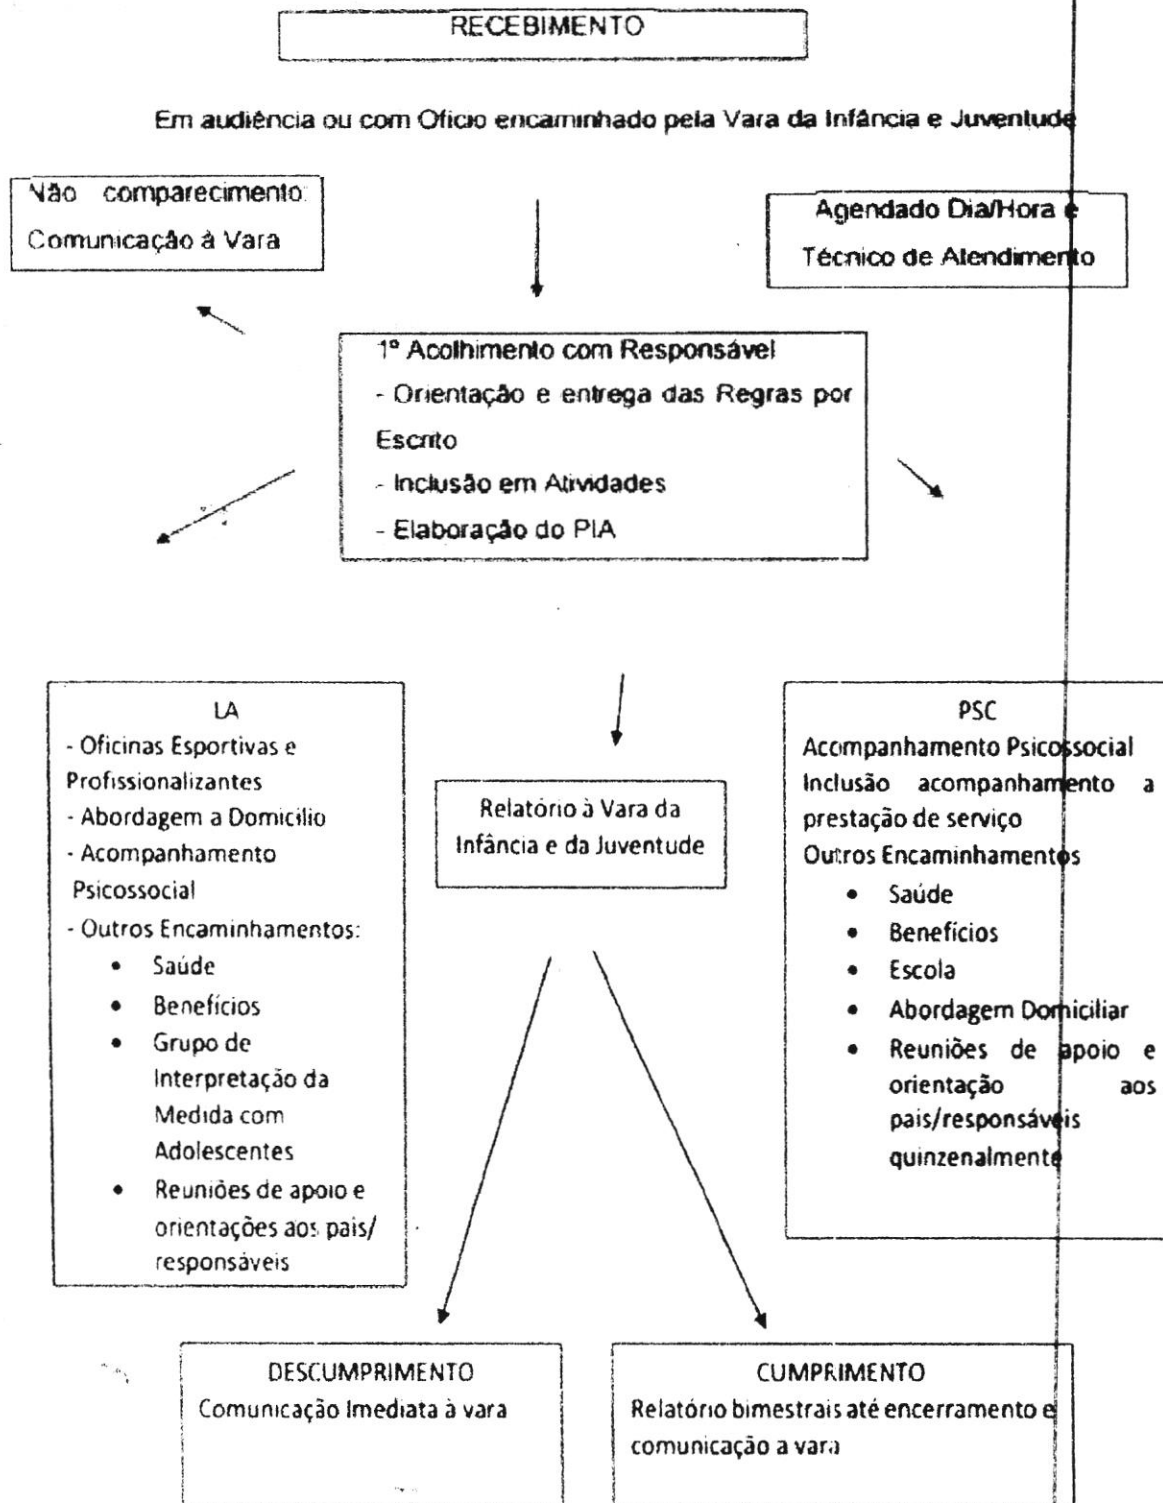 RECEBIMENTO
Em audiência ou com Oficio encaminhado pela Vara da Infância e Juventude
Não comparecimento:
Comunicação à Vara
Agendado Dia/Hora e
Técnico de Atendimento
1º Acolhimento com Responsável
- Orientação e entrega das Regras por
Escrito
- Inclusão em Atividades
- Elaboração do PIA
LA
- Oficinas Esportivas e
Profissionalizantes
- Abordagem a Domicilio
- Acompanhamento
Psicossocial
- Outros Encaminhamentos:
• Saúde
• Benefícios
• Grupo de
Interpretação da
Medida com
Adolescentes
• Reuniões de apoio e
orientações aos pais/
responsáveis
Relatório à Vara da
Infância e da Juventude
PSC
Acompanhamento Psicossocial
Inclusão acompanhamento a
prestação de serviço
Outros Encaminhamentos
• Saúde
• Benefícios
• Escola
• Abordagem Domiciliar
• Reuniões de apoio e
orientação aos
pais/responsáveis
quinzenalmente
DESCUMPRIMENTO
Comunicação Imediata à vara
CUMPRIMENTO
Relatório bimestrais até encerramento e
comunicação a vara